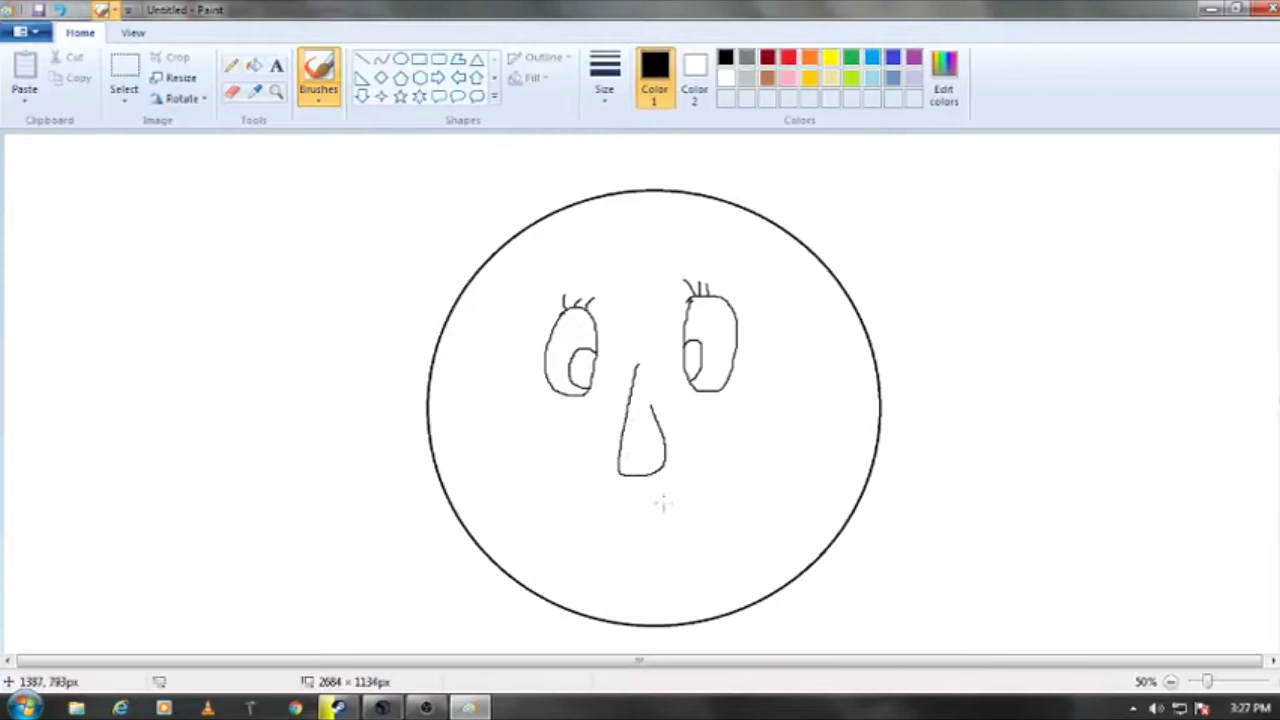 Untitled - Paint
Home View
Paste
Cut
Copy
Clipboard
Select
Crop
Resize
Rotate
Image
A
Tools
Brushes
Outline
Fill
Shapes
Size
Color 1
Color 2
Edit colors
Colors
1387, 793px
2684 × 1134px
50%
3:27 PM